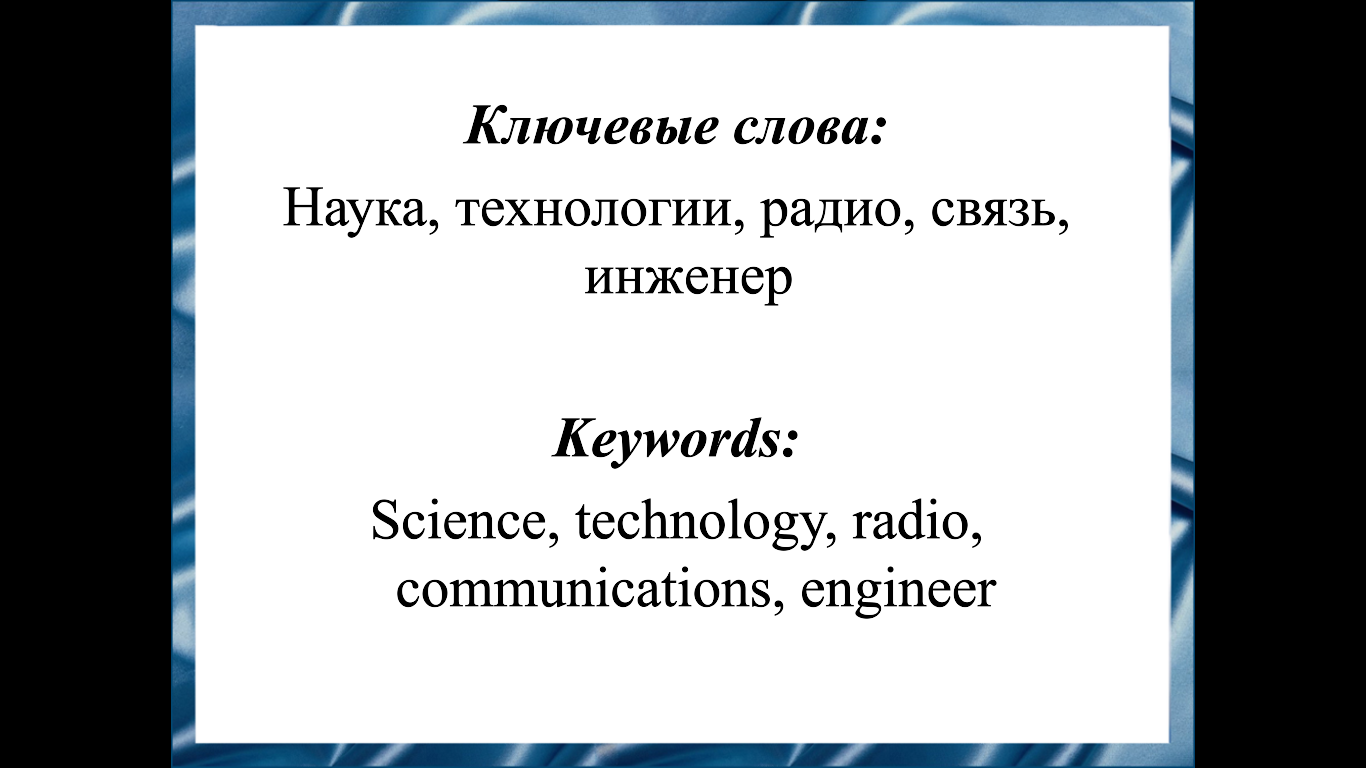 Ключевые слова:
Наука, технологии, радио, связь,
инженер
Keywords:
Science, technology, radio,
communications, engineer